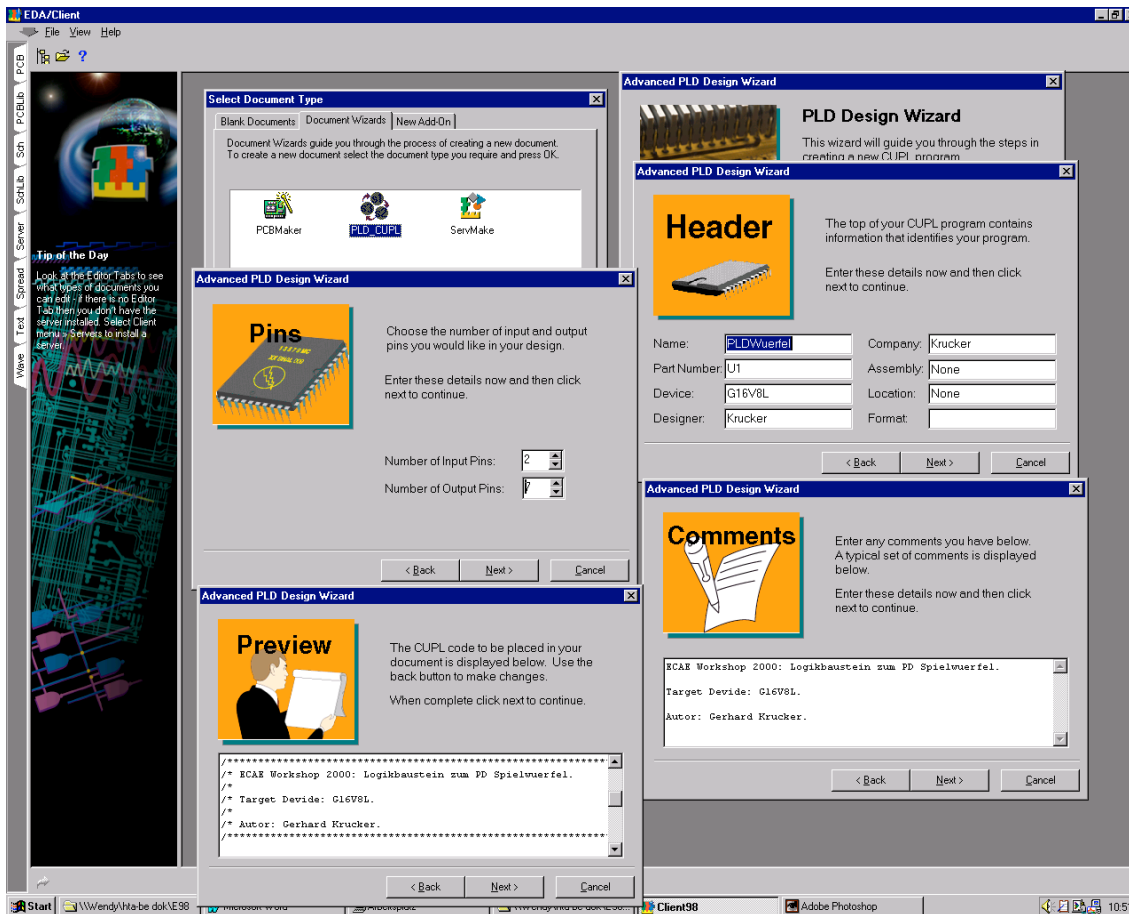 EDA/Client
File View Help
PCB
PCBLib
Sch
SchLib
Server
Spread
Text
Wave
Tip of the Day
Look at the Editor Tabs to see
what types of documents you
can edit - if there is no Editor
Tab then you don't have the
server installed. Select Client
menu » Servers to install a
server.
Select Document Type
Blank Documents Document Wizards New Add-On
Document Wizards guide you through the process of creating a new document.
To create a new document select the document type you require and press OK.
PCBMaker PLD_CUPL ServMake
Advanced PLD Design Wizard
PLD Design Wizard
This wizard will guide you through the steps in
creating a new CUPL program
Advanced PLD Design Wizard
Header
The top of your CUPL program contains
information that identifies your program.
Enter these details now and then click
next to continue.
Name: PLDWuerfel Company: Krucker
Part Number: U1 Assembly: None
Device: G16V8L Location: None
Designer: Krucker Format:
< Back Next > Cancel
Advanced PLD Design Wizard
Pins
Choose the number of input and output
pins you would like in your design.
Enter these details now and then click
next to continue.
Number of Input Pins: 2
Number of Output Pins: 7
< Back Next > Cancel
Advanced PLD Design Wizard
Comments
Enter any comments you have below.
A typical set of comments is displayed
below.
Enter these details now and then click
next to continue.
ECAE Workshop 2000: Logikbaustein zum PD Spielwuerfel.
Target Devide: G16V8L.
Autor: Gerhard Krucker.
< Back Next > Cancel
Advanced PLD Design Wizard
Preview
The CUPL code to be placed in your
document is displayed below. Use the
back button to make changes.
When complete click next to continue.
/*******************************************************
/* ECAE Workshop 2000: Logikbaustein zum PD Spielwuerfel.
/*
/* Target Devide: G16V8L.
/*
/* Autor: Gerhard Krucker.
/*******************************************************
< Back Next > Cancel
Start \\Wendy\hta-be dok\E98 Microsoft Word Arbeitsplatz \\Wendy\hta-be dok\E98... Client98 Adobe Photoshop 10:5